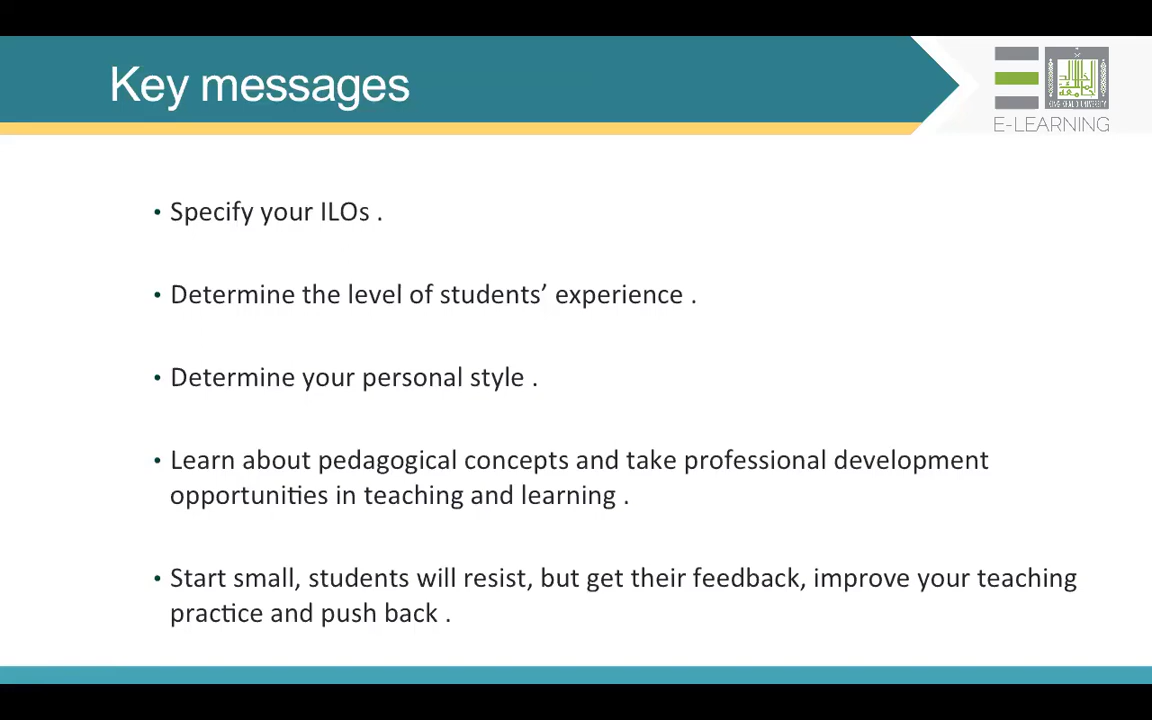 Key messages
E-LEARNING
• Specify your ILOs .
• Determine the level of students’ experience .
• Determine your personal style .
• Learn about pedagogical concepts and take professional development
opportunities in teaching and learning .
• Start small, students will resist, but get their feedback, improve your teaching
practice and push back .